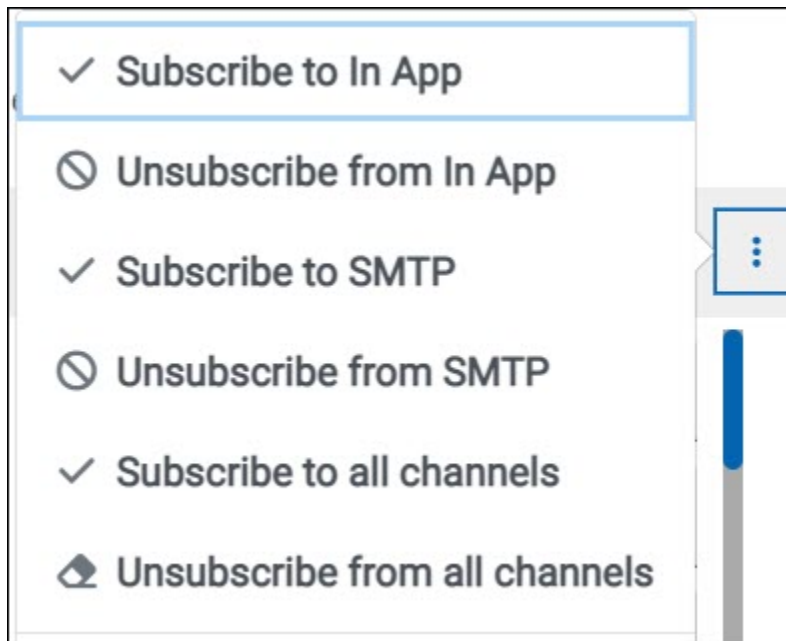 Subscribe to In App
Unsubscribe from In App
Subscribe to SMTP
Unsubscribe from SMTP
Subscribe to all channels
Unsubscribe from all channels